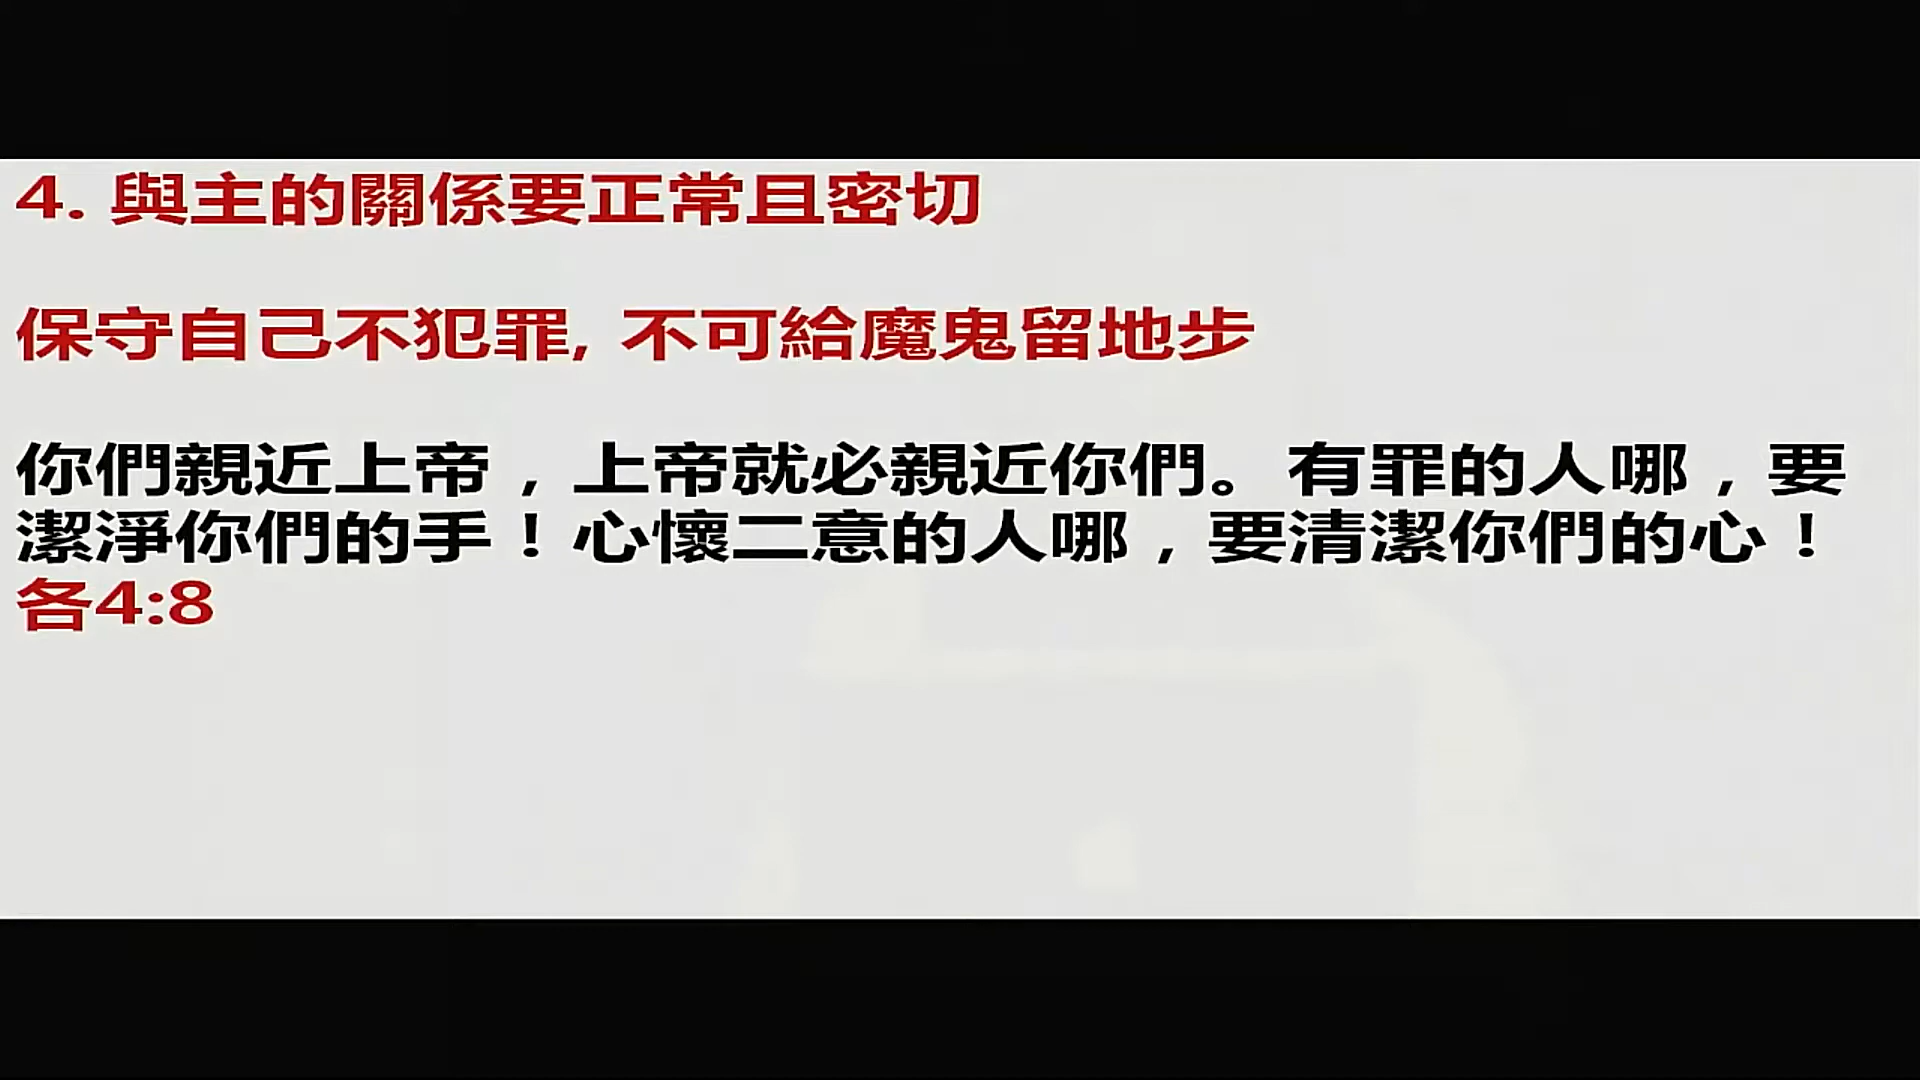 4. 與主的關係要正常且密切
保守自己不犯罪, 不可給魔鬼留地步
你們親近上帝，上帝就必親近你們。有罪的人哪，要
潔淨你們的手！心懷二意的人哪，要清潔你們的心！
各4:8